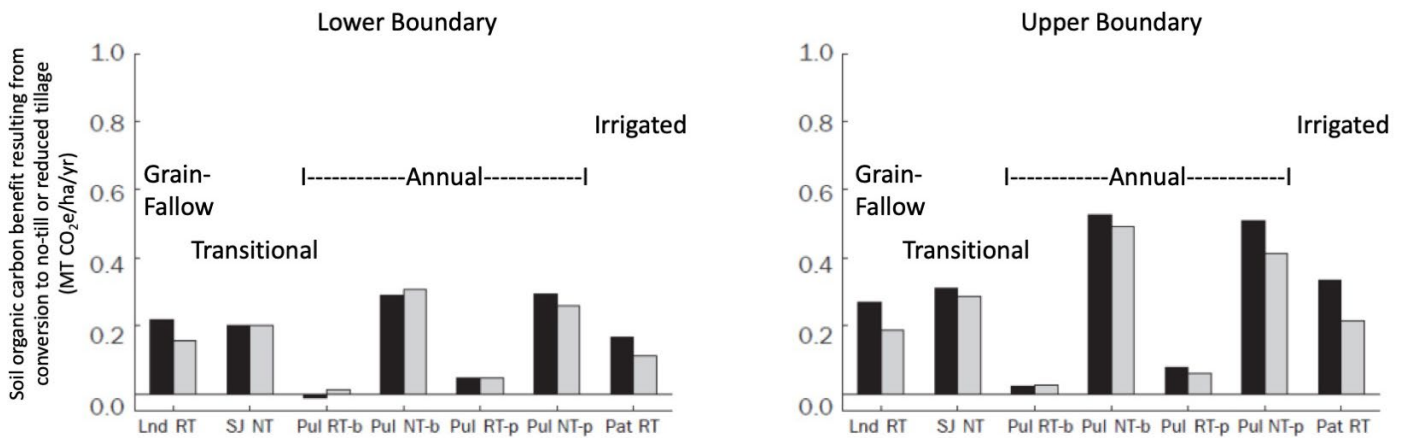 Lower Boundary
Soil organic carbon benefit resulting from
conversion to no-till or reduced tillage
(MT CO₂e/ha/yr)
1.0
0.8
0.6
0.4
0.2
0.0
Irrigated
Grain-
Fallow
I------------Annual------------I
Transitional
Lnd RT SJ NT Pul RT-b Pul NT-b Pul RT-p Pul NT-p Pat RT
Upper Boundary
1.0
0.8
0.6
0.4
0.2
0.0
Irrigated
Grain-
Fallow
I------------Annual------------I
Transitional
Lnd RT SJ NT Pul RT-b Pul NT-b Pul RT-p Pul NT-p Pat RT